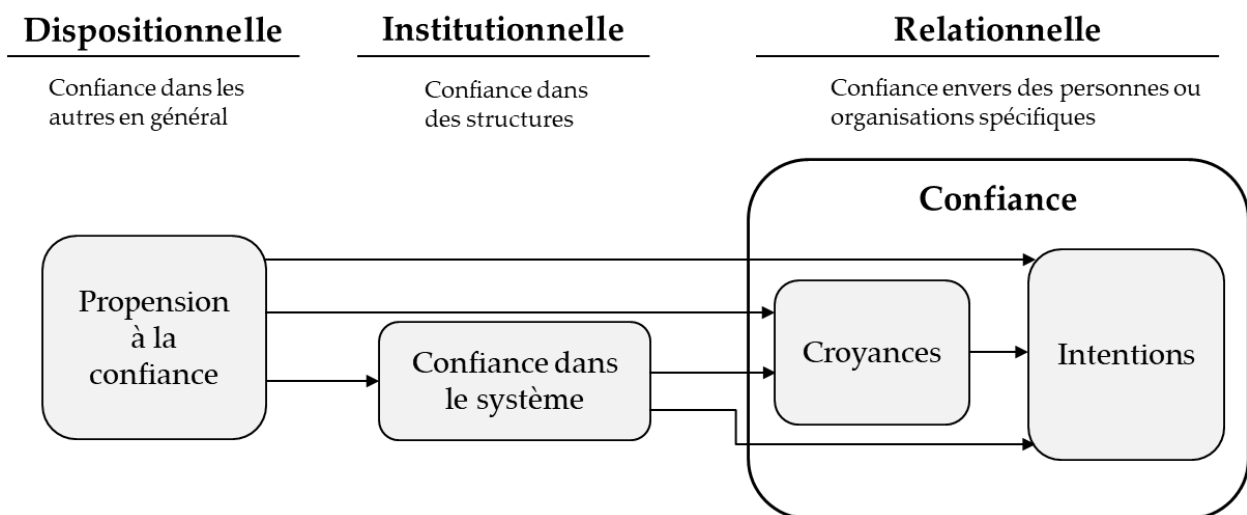 Dispositionnelle
Institutionnelle
Relationnelle
Confiance dans les
autres en général
Confiance dans
des structures
Confiance envers des personnes ou
organisations spécifiques
Confiance
Propension
à la
confiance
Confiance dans
le système
Croyances
Intentions